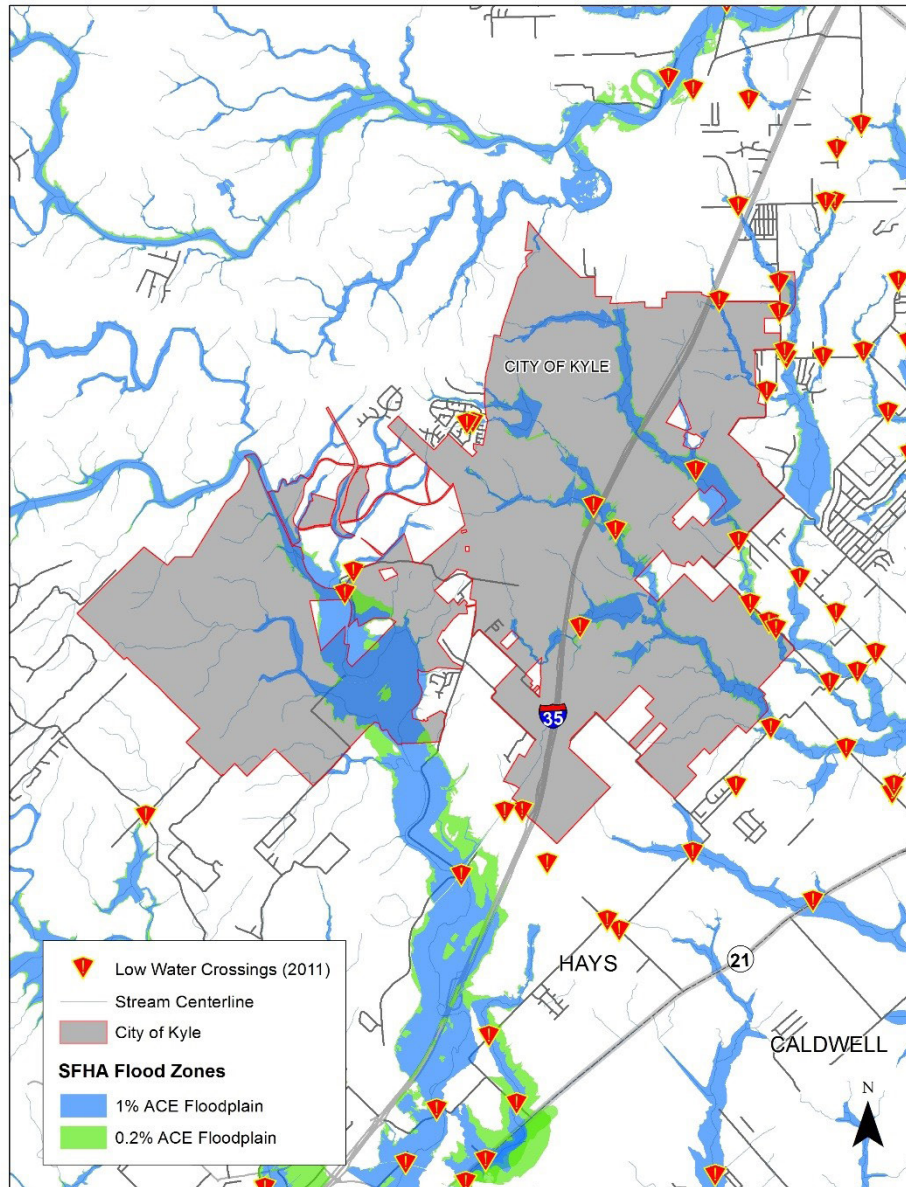 CITY OF KYLE
35
HAYS
21
CALDWELL
N
Low Water Crossings (2011)
Stream Centerline
City of Kyle
SFHA Flood Zones
1% ACE Floodplain
0.2% ACE Floodplain